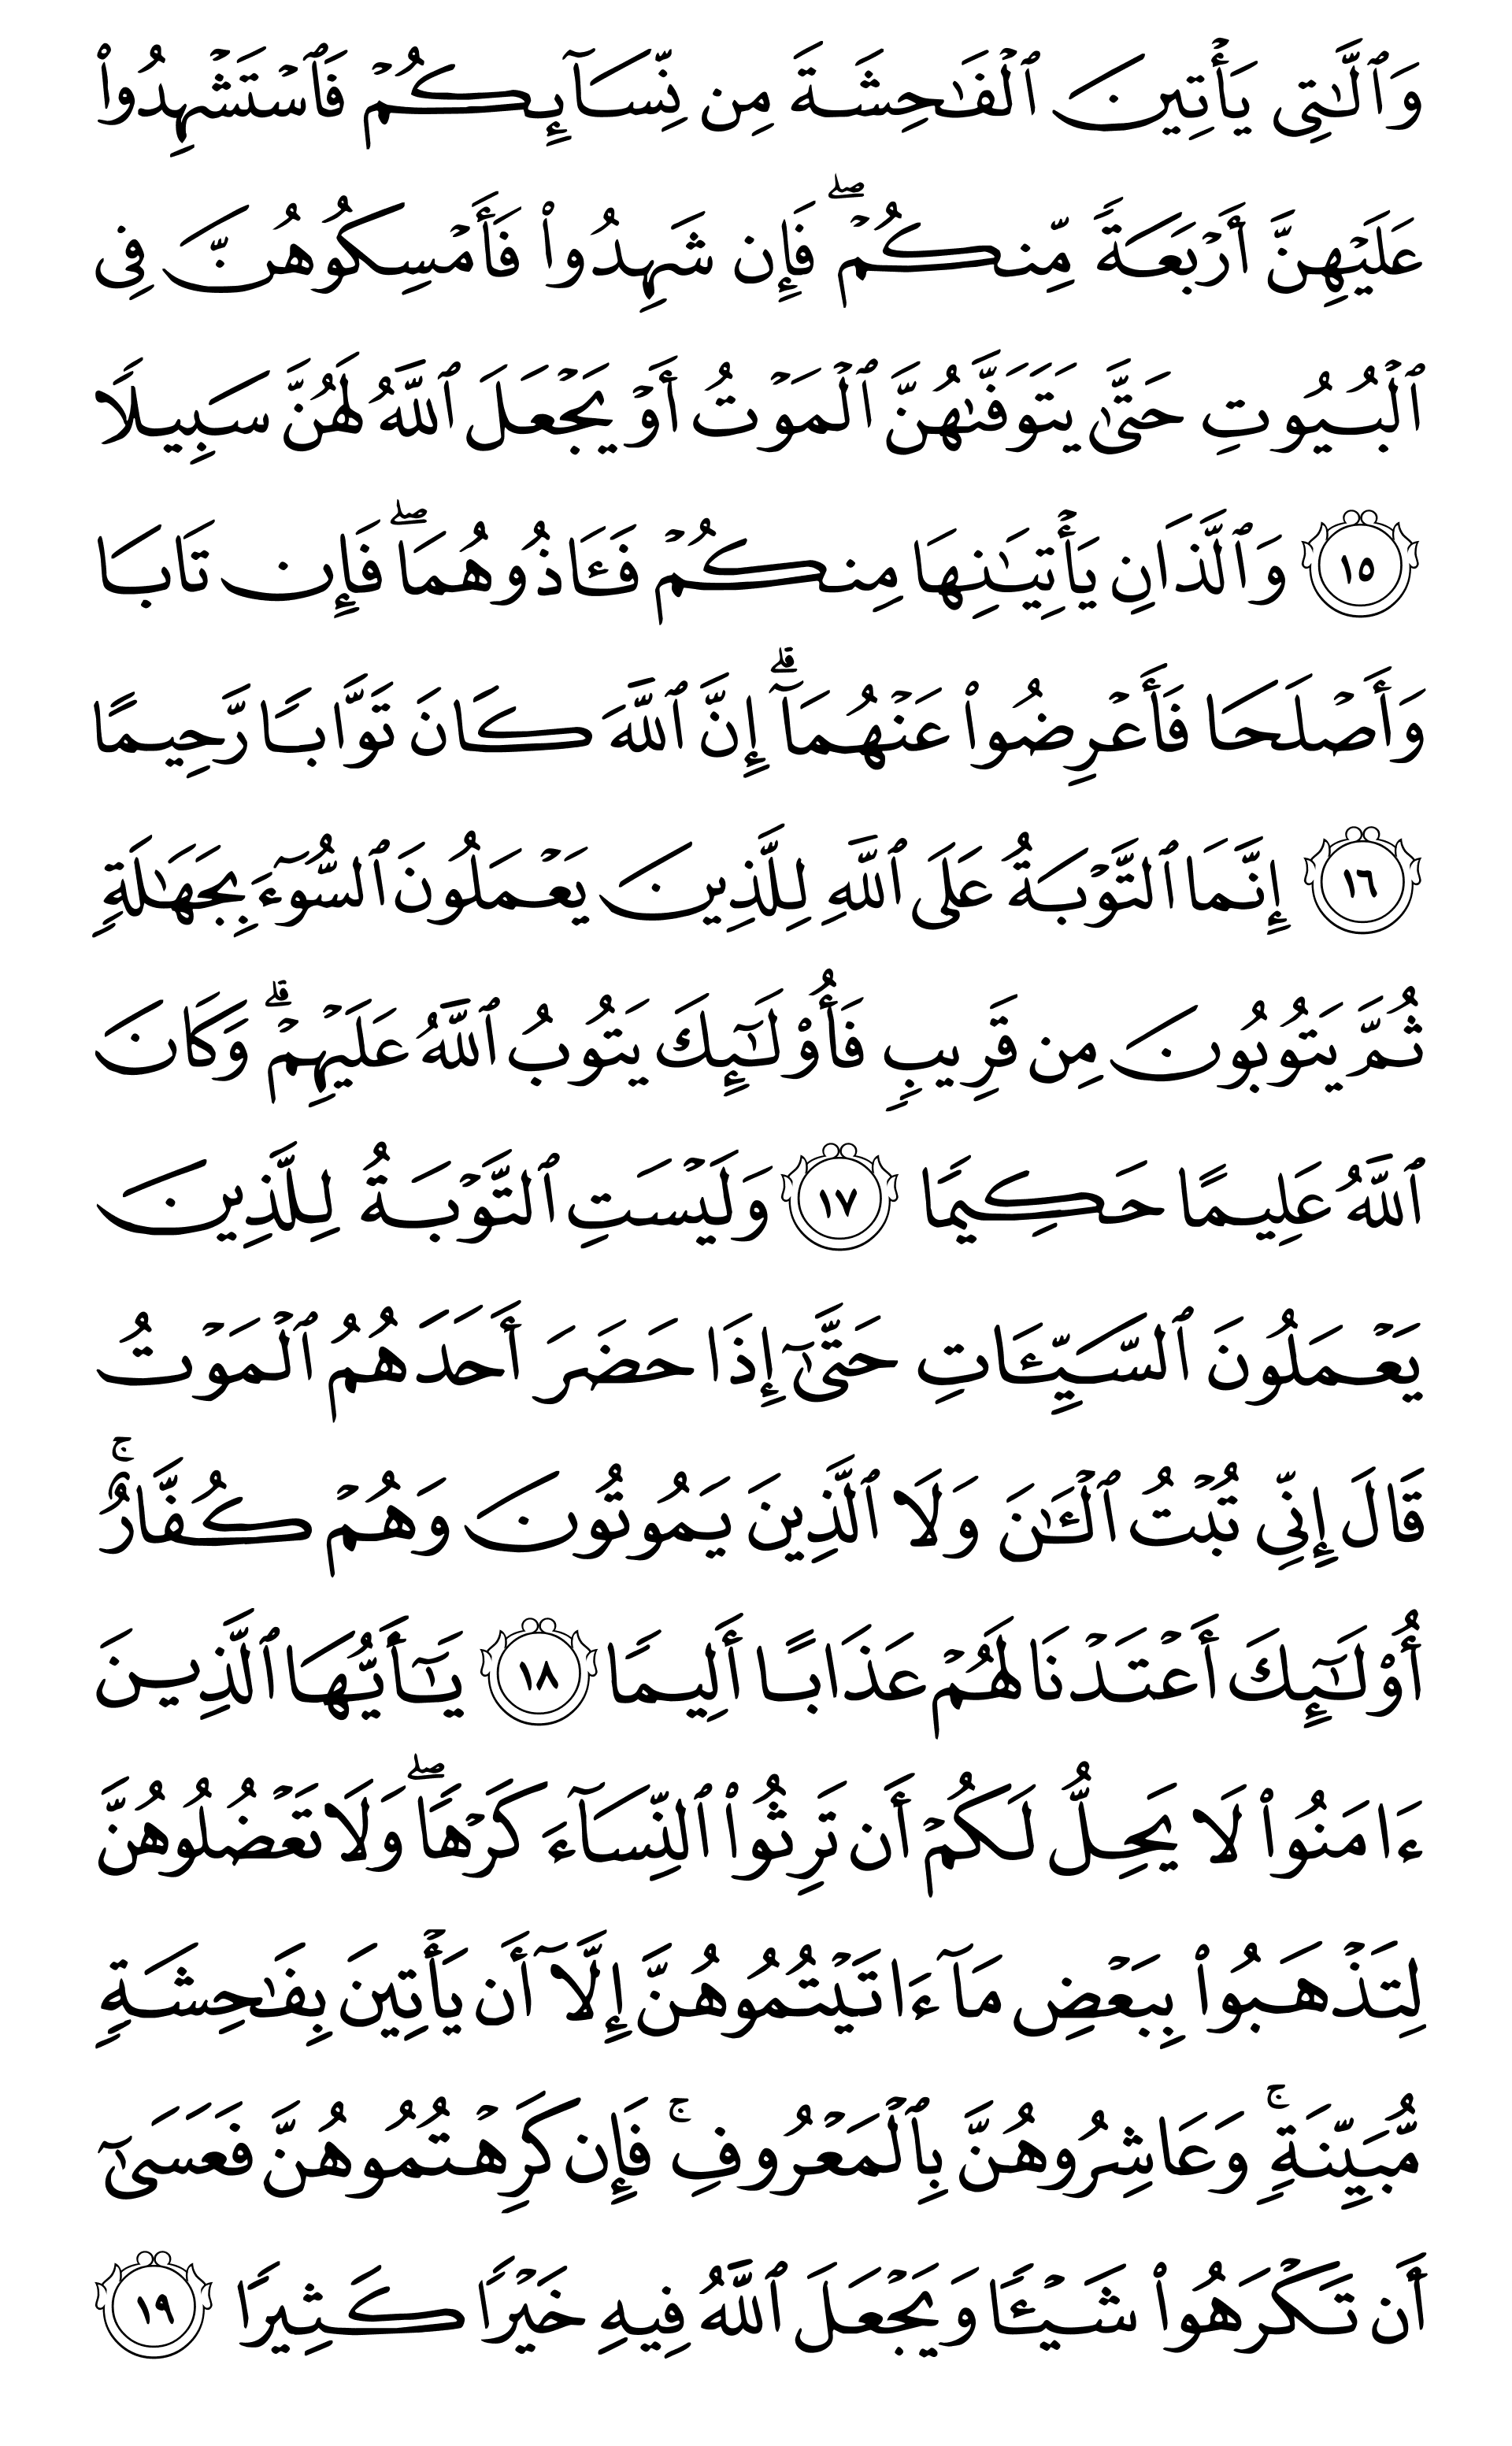 وَٱلَّٰتِى يَأۡتِينَ ٱلۡفَٰحِشَةَ مِن نِّسَآئِكُمۡ فَٱسۡتَشۡهِدُواْ
عَلَيۡهِنَّ أَرۡبَعَةٗ مِّنكُمۡۖ فَإِن شَهِدُواْ فَأَمۡسِكُوهُنَّ فِى
ٱلۡبُيُوتِ حَتَّىٰ يَتَوَفَّىٰهُنَّ ٱلۡمَوۡتُ أَوۡ يَجۡعَلَ ٱللَّهُ لَهُنَّ سَبِيلٗا
١٥ وَٱلَّذَانِ يَأۡتِيَٰنِهَا مِنكُمۡ فَـَٔاذُوهُمَاۖ فَإِن تَابَا
وَأَصۡلَحَا فَأَعۡرِضُواْ عَنۡهُمَآۗ إِنَّ ٱللَّهَ كَانَ تَوَّابٗا رَّحِيمًا
١٦ إِنَّمَا ٱلتَّوۡبَةُ عَلَى ٱللَّهِ لِلَّذِينَ يَعۡمَلُونَ ٱلسُّوٓءَ بِجَهَٰلَةٖ
ثُمَّ يَتُوبُونَ مِن قَرِيبٖ فَأُوْلَٰٓئِكَ يَتُوبُ ٱللَّهُ عَلَيۡهِمۡۗ وَكَانَ
ٱللَّهُ عَلِيمًا حَكِيمٗا ١٧ وَلَيۡسَتِ ٱلتَّوۡبَةُ لِلَّذِينَ
يَعۡمَلُونَ ٱلسَّيِّـَٔاتِ حَتَّىٰٓ إِذَا حَضَرَ أَحَدَهُمُ ٱلۡمَوۡتُ
قَالَ إِنِّى تُبۡتُ ٱلۡـَٰٔنَ وَلَا ٱلَّذِينَ يَمُوتُونَ وَهُمۡ كُفَّارٌۚ
أُوْلَٰٓئِكَ أَعۡتَدۡنَا لَهُمۡ عَذَابًا أَلِيمٗا ١٨ يَٰٓأَيُّهَا ٱلَّذِينَ
ءَامَنُواْ لَا يَحِلُّ لَكُمۡ أَن تَرِثُواْ ٱلنِّسَآءَ كَرۡهٗاۖ وَلَا تَعۡضُلُوهُنَّ
لِتَذۡهَبُواْ بِبَعۡضِ مَآ ءَاتَيۡتُمُوهُنَّ إِلَّآ أَن يَأۡتِينَ بِفَٰحِشَةٖ
مُّبَيِّنَةٖۚ وَعَاشِرُوهُنَّ بِٱلۡمَعۡرُوفِۚ فَإِن كَرِهۡتُمُوهُنَّ فَعَسَىٰٓ
أَن تَكۡرَهُواْ شَيۡـٔٗا وَيَجۡعَلَ ٱللَّهُ فِيهِ خَيۡرٗا كَثِيرٗا ١٩